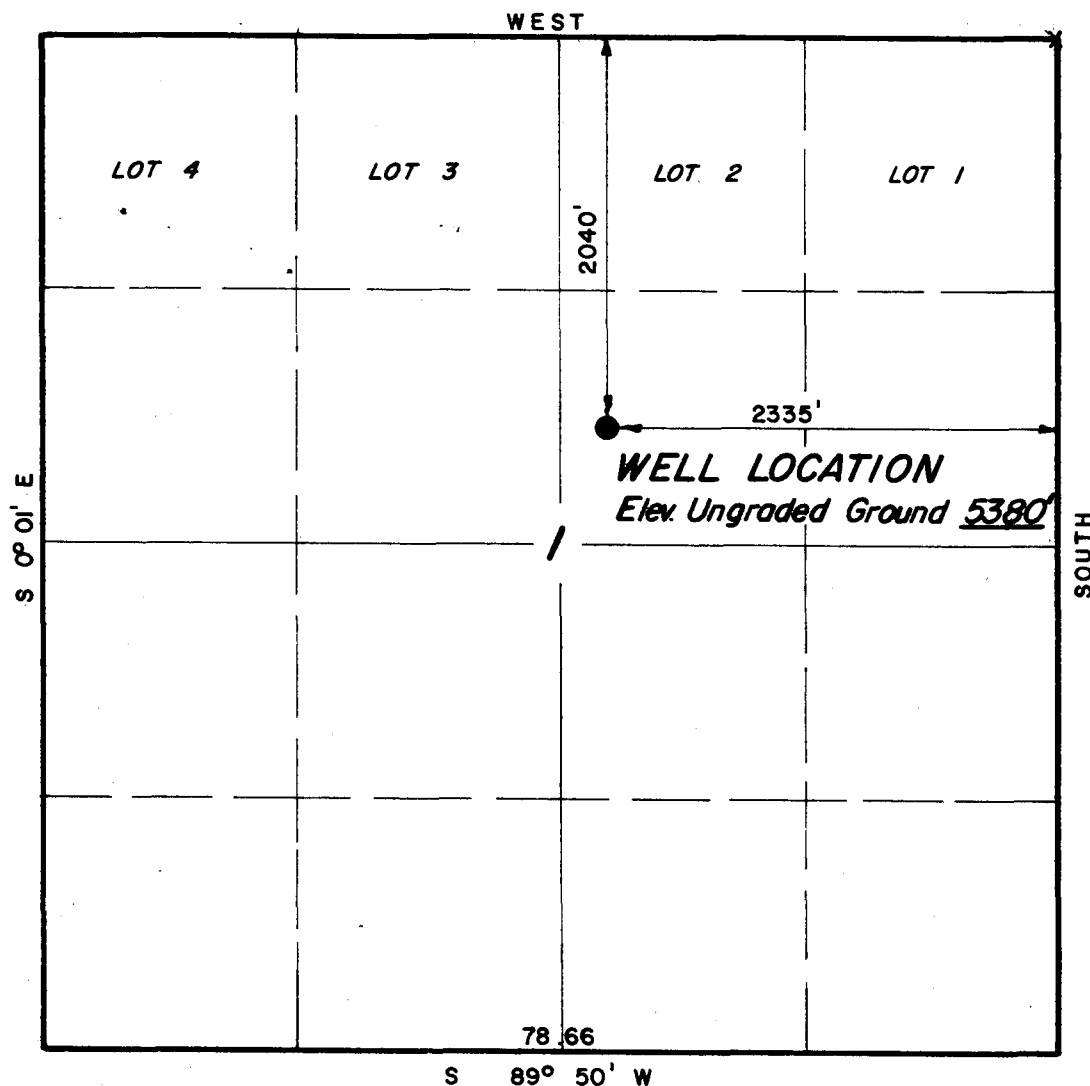 WEST
LOT 4
LOT 3
LOT 2
LOT 1
2040'
2335'
WELL LOCATION
Elev. Ungraded Ground 5380'
S 0° 01' E
1
SOUTH
78.66
S 89° 50' W